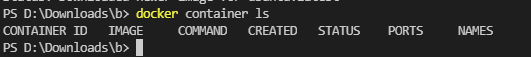 PS D:\Downloads\b> docker container ls
CONTAINER ID IMAGE COMMAND CREATED STATUS PORTS NAMES
PS D:\Downloads\b>